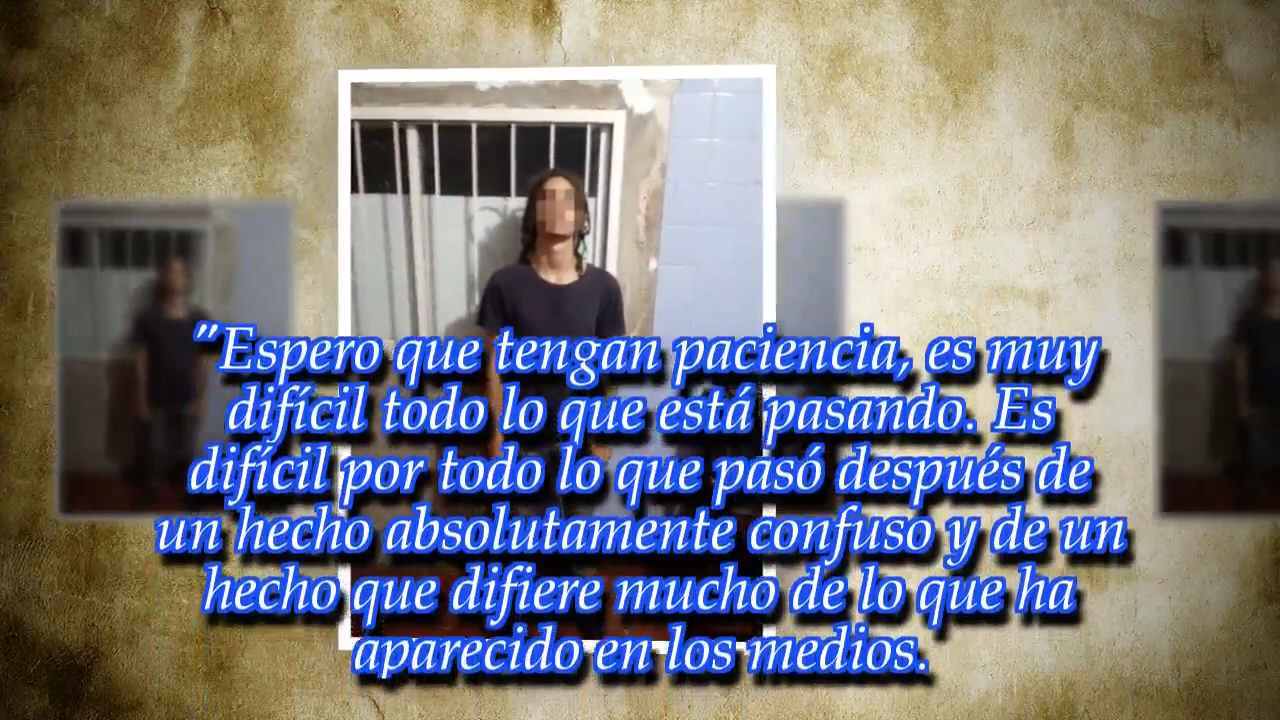 "Espero que tengan paciencia, es muy
difícil todo lo que está pasando. Es
difícil por todo lo que pasó después de
un hecho absolutamente confuso y de un
hecho que difiere mucho de lo que ha
aparecido en los medios.